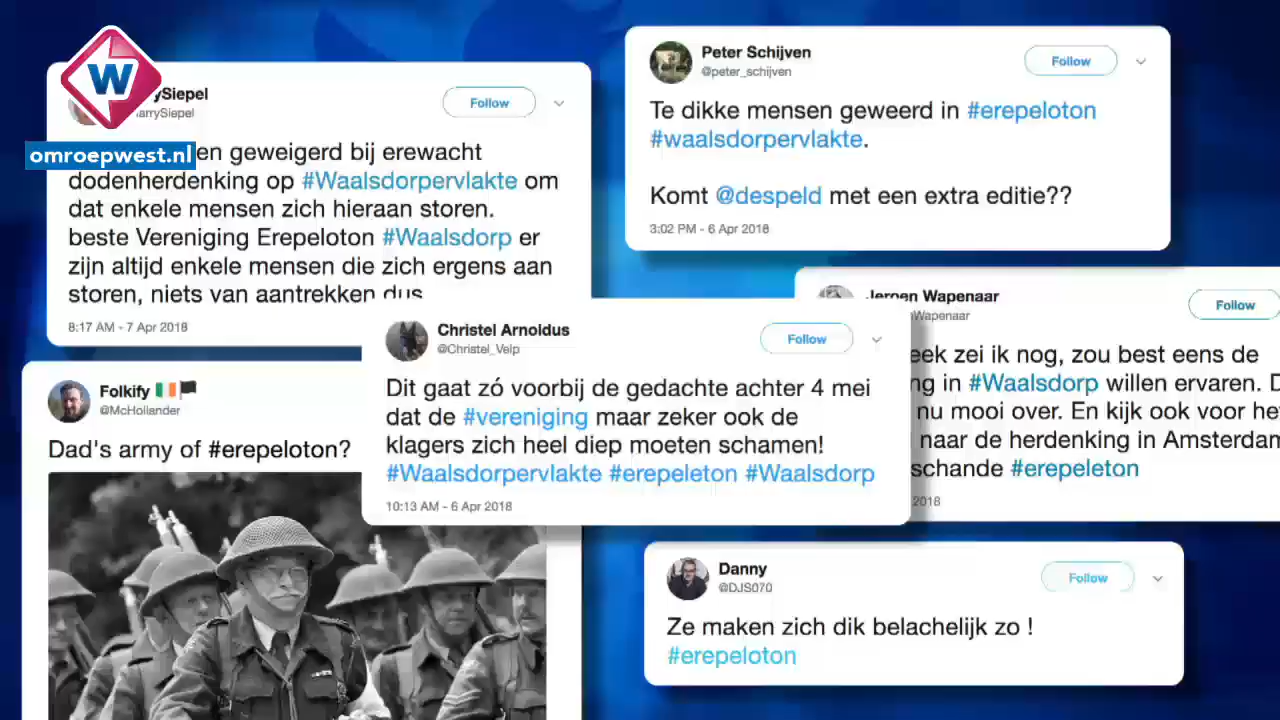 W
omroepwest.nl
rySiepel
arrySiepel
Follow
en geweigerd bij erewacht
dodenherdenking op #Waalsdorpervlakte om
dat enkele mensen zich hieraan storen.
beste Vereniging Erepeloton #Waalsdorp er
zijn altijd enkele mensen die zich ergens aan
storen, niets van aantrekken dus
8:17 AM - 7 Apr 2018
Peter Schijven
@peter_schijven
Follow
Te dikke mensen geweerd in #erepeloton
#waalsdorpervlakte.
Komt @despeld met een extra editie??
3:02 PM - 6 Apr 2018
Jeroen Wapenaar
Wapenaar
Follow
eek zei ik nog, zou best eens de
ng in #Waalsdorp willen ervaren. D
nu mooi over. En kijk ook voor het
naar de herdenking in Amsterdam
schande #erepeleton
2018
Christel Arnoldus
@Christel_Velp
Follow
Dit gaat zó voorbij de gedachte achter 4 mei
dat de #vereniging maar zeker ook de
klagers zich heel diep moeten schamen!
#Waalsdorpervlakte #erepeleton #Waalsdorp
10:13 AM - 6 Apr 2018
Folkify
@McHollander
Dad's army of #erepeloton?
Danny
@DJS070
Follow
Ze maken zich dik belachelijk zo !
#erepeloton